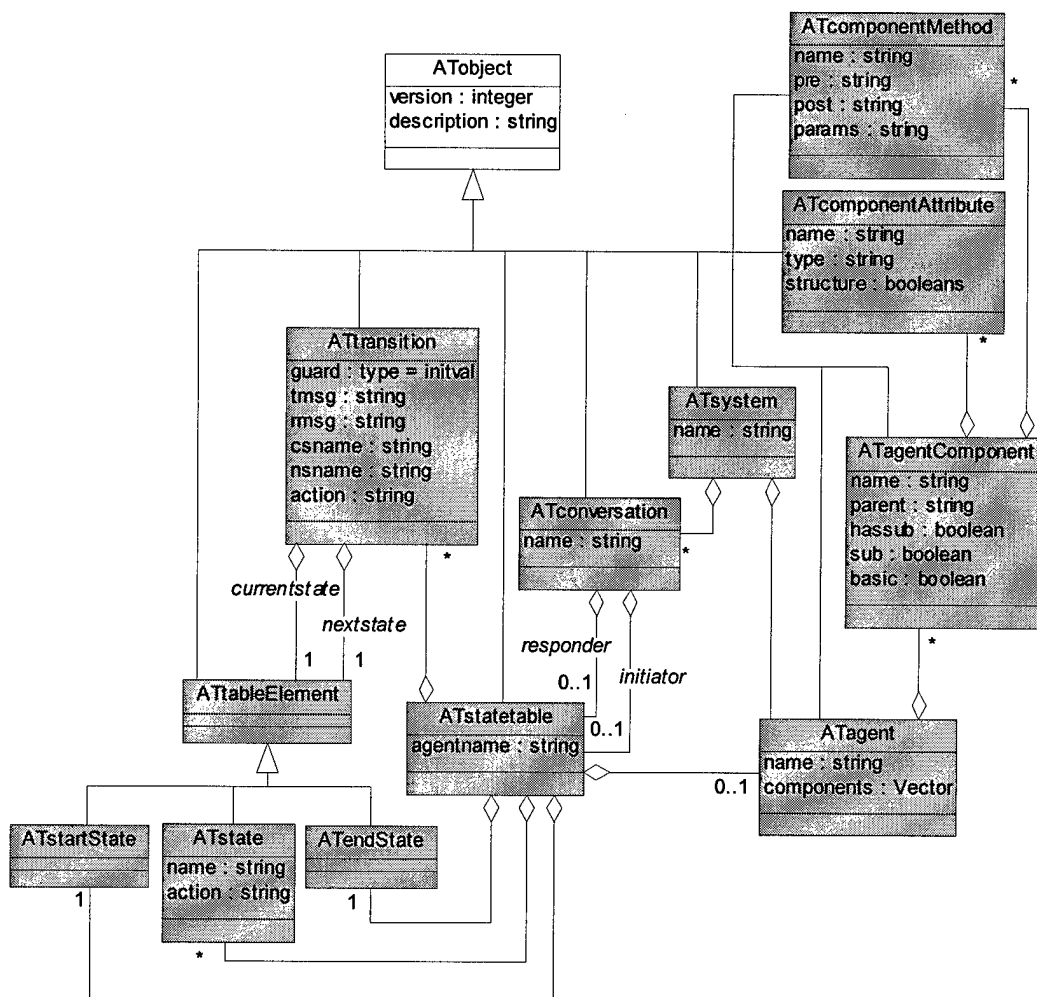 ATcomponentMethod
name : string
pre : string
post : string
params : string
*
ATobject
version : integer
description : string
ATcomponentAttribute
name : string
type : string
structure : booleans
*
ATtransition
guard : type = initval
tmsg : string
rmsg : string
csname : string
nsname : string
action : string
ATsystem
name : string
ATagentComponent
name : string
parent : string
hassub : boolean
sub : boolean
basic : boolean
ATconversation
name : string
*
*
currentstate
nextstate
1
1
responder
initiator
0..1
0..1
*
ATtableElement
ATstatetable
agentname : string
ATagent
name : string
components : Vector
0..1
ATstartState
ATstate
name : string
action : string
ATendState
1
1
*